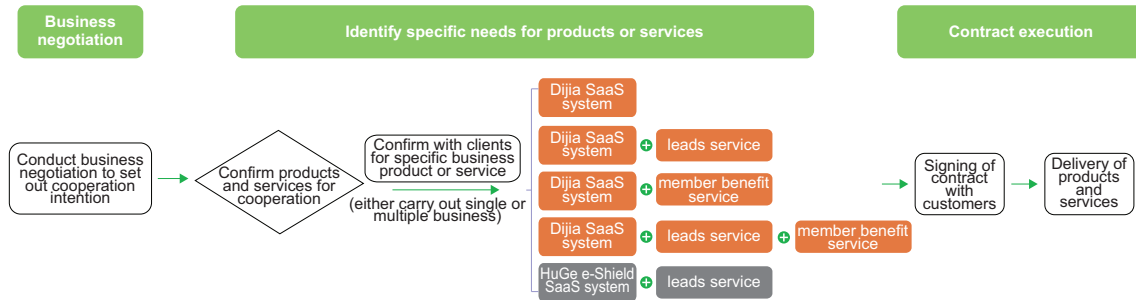 Business
negotiation
Identify specific needs for products or services
Contract execution
Conduct business
negotiation to set
out cooperation
intention
Confirm products
and services for
cooperation
Confirm with clients
for specific business
product or service
(either carry out single or
multiple business)
Dijia SaaS
system
Dijia SaaS
system
leads service
Dijia SaaS
system
member benefit
service
Dijia SaaS
system
leads service
member benefit
service
HuGe e-Shield
SaaS system
leads service
Signing of
contract
with
customers
Delivery of
products
and
services